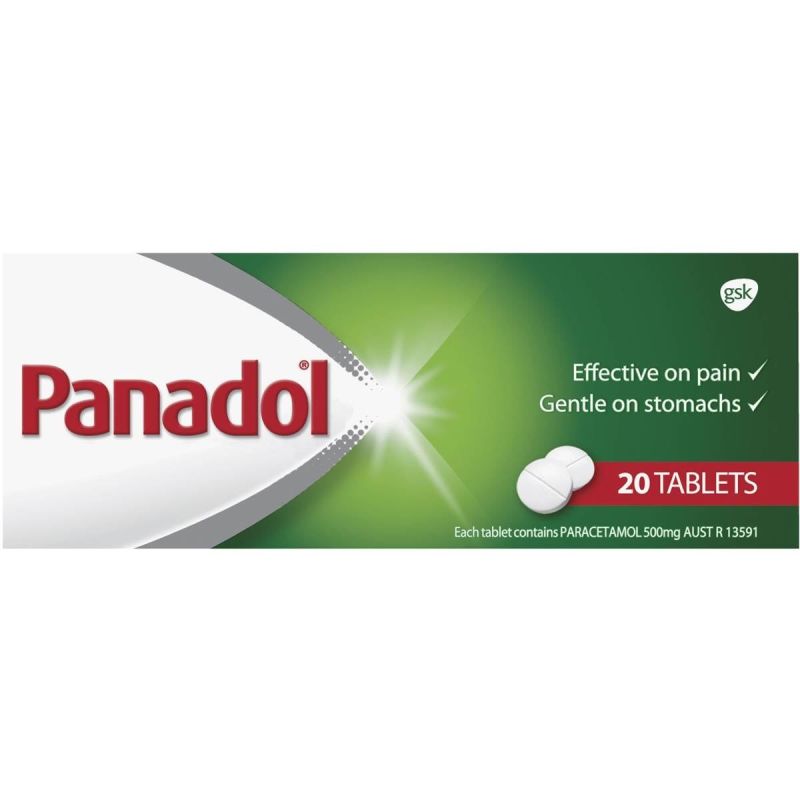 Panadol®
gsk
Effective on pain ✓
Gentle on stomachs ✓
20 TABLETS
Each tablet contains PARACETAMOL 500mg AUST R 13591